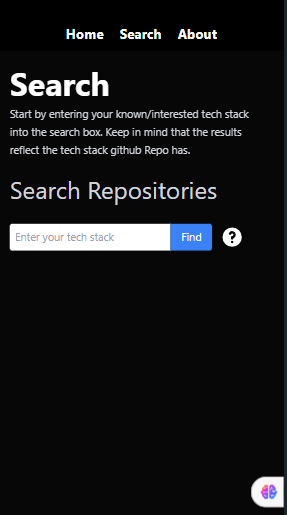 Home Search About
Search
Start by entering your known/interested tech stack
into the search box. Keep in mind that the results
reflect the tech stack github Repo has.
Search Repositories
Enter your tech stack Find ?